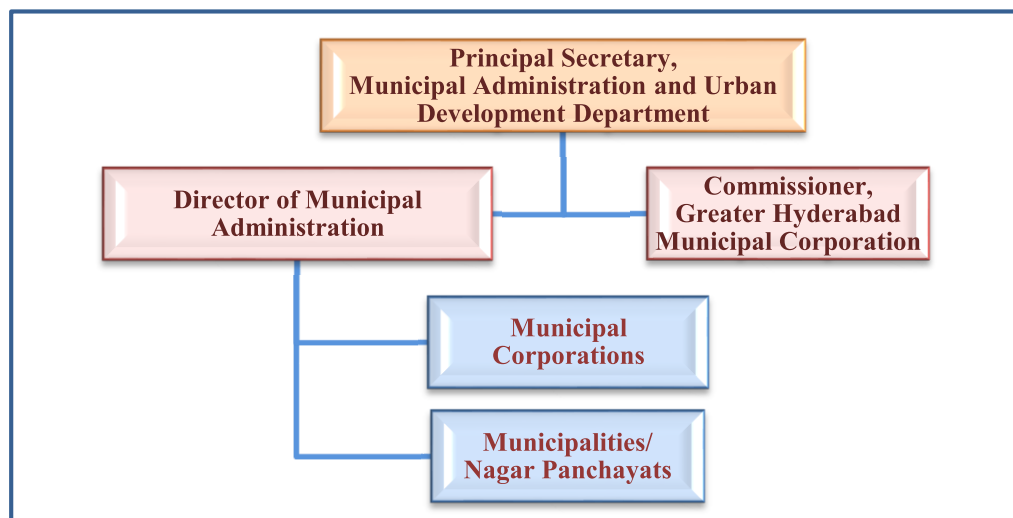 Principal Secretary,
Municipal Administration and Urban
Development Department
Director of Municipal
Administration
Commissioner,
Greater Hyderabad
Municipal Corporation
Municipal
Corporations
Municipalities/
Nagar Panchayats